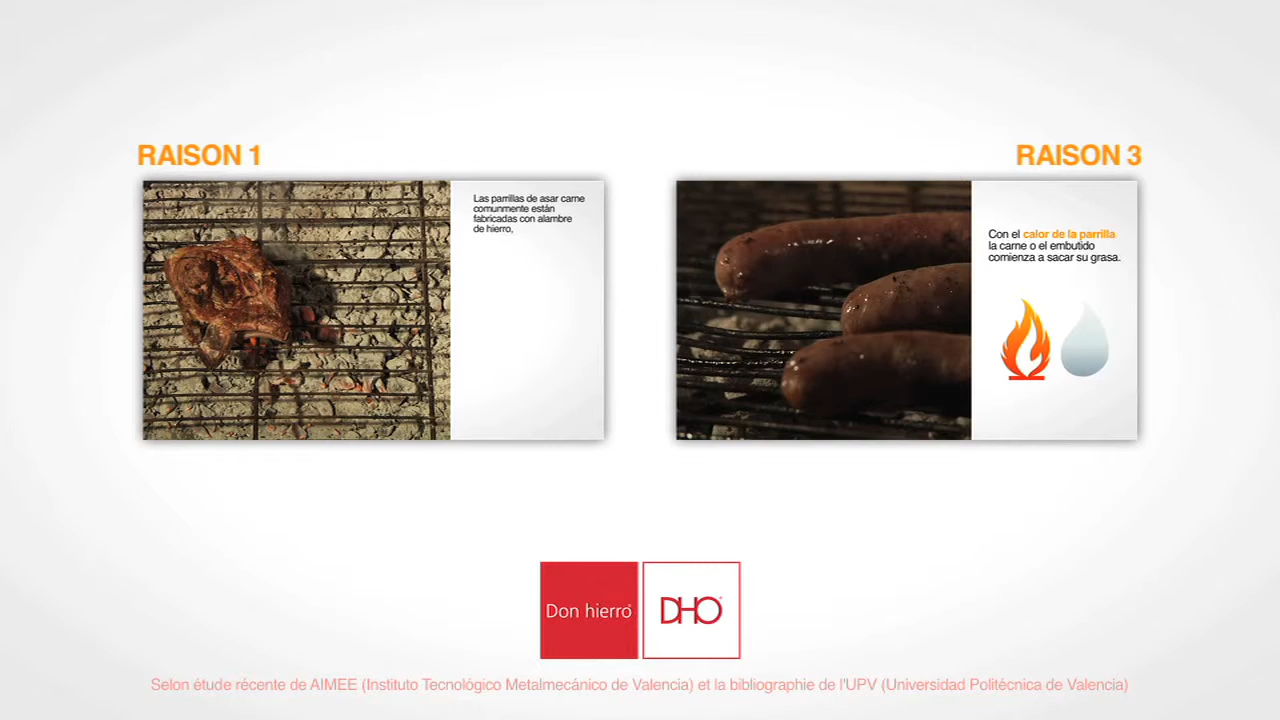 RAISON 1
Las parrillas de asar carne
comunmente están
fabricadas con alambre
de hierro,
RAISON 3
Con el calor de la parrilla
la carne o el embutido
comienza a sacar su grasa.
Don hierro
DHO
Selon étude récente de AIMEE (Instituto Tecnológico Metalmecánico de Valencia) et la bibliographie de l'UPV (Universidad Politécnica de Valencia)